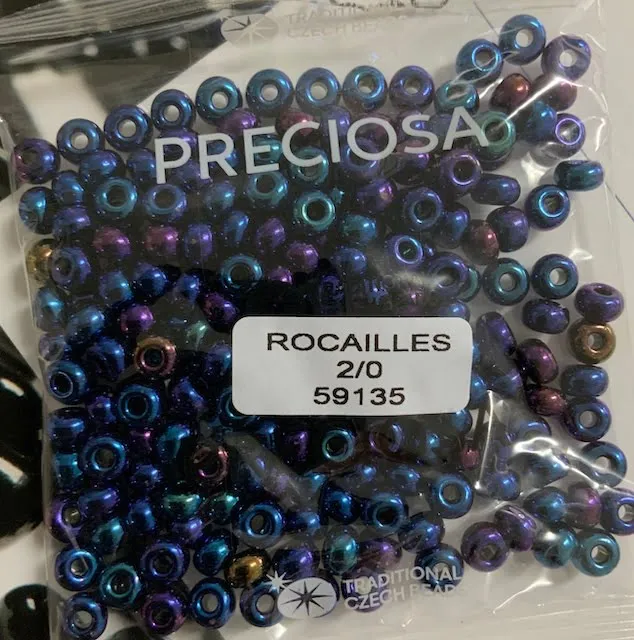 TRADITIONAL
CZECH BEADS
PRECIOSA
ROCAILLES
2/0
59135
TRADITIONAL
CZECH BEADS